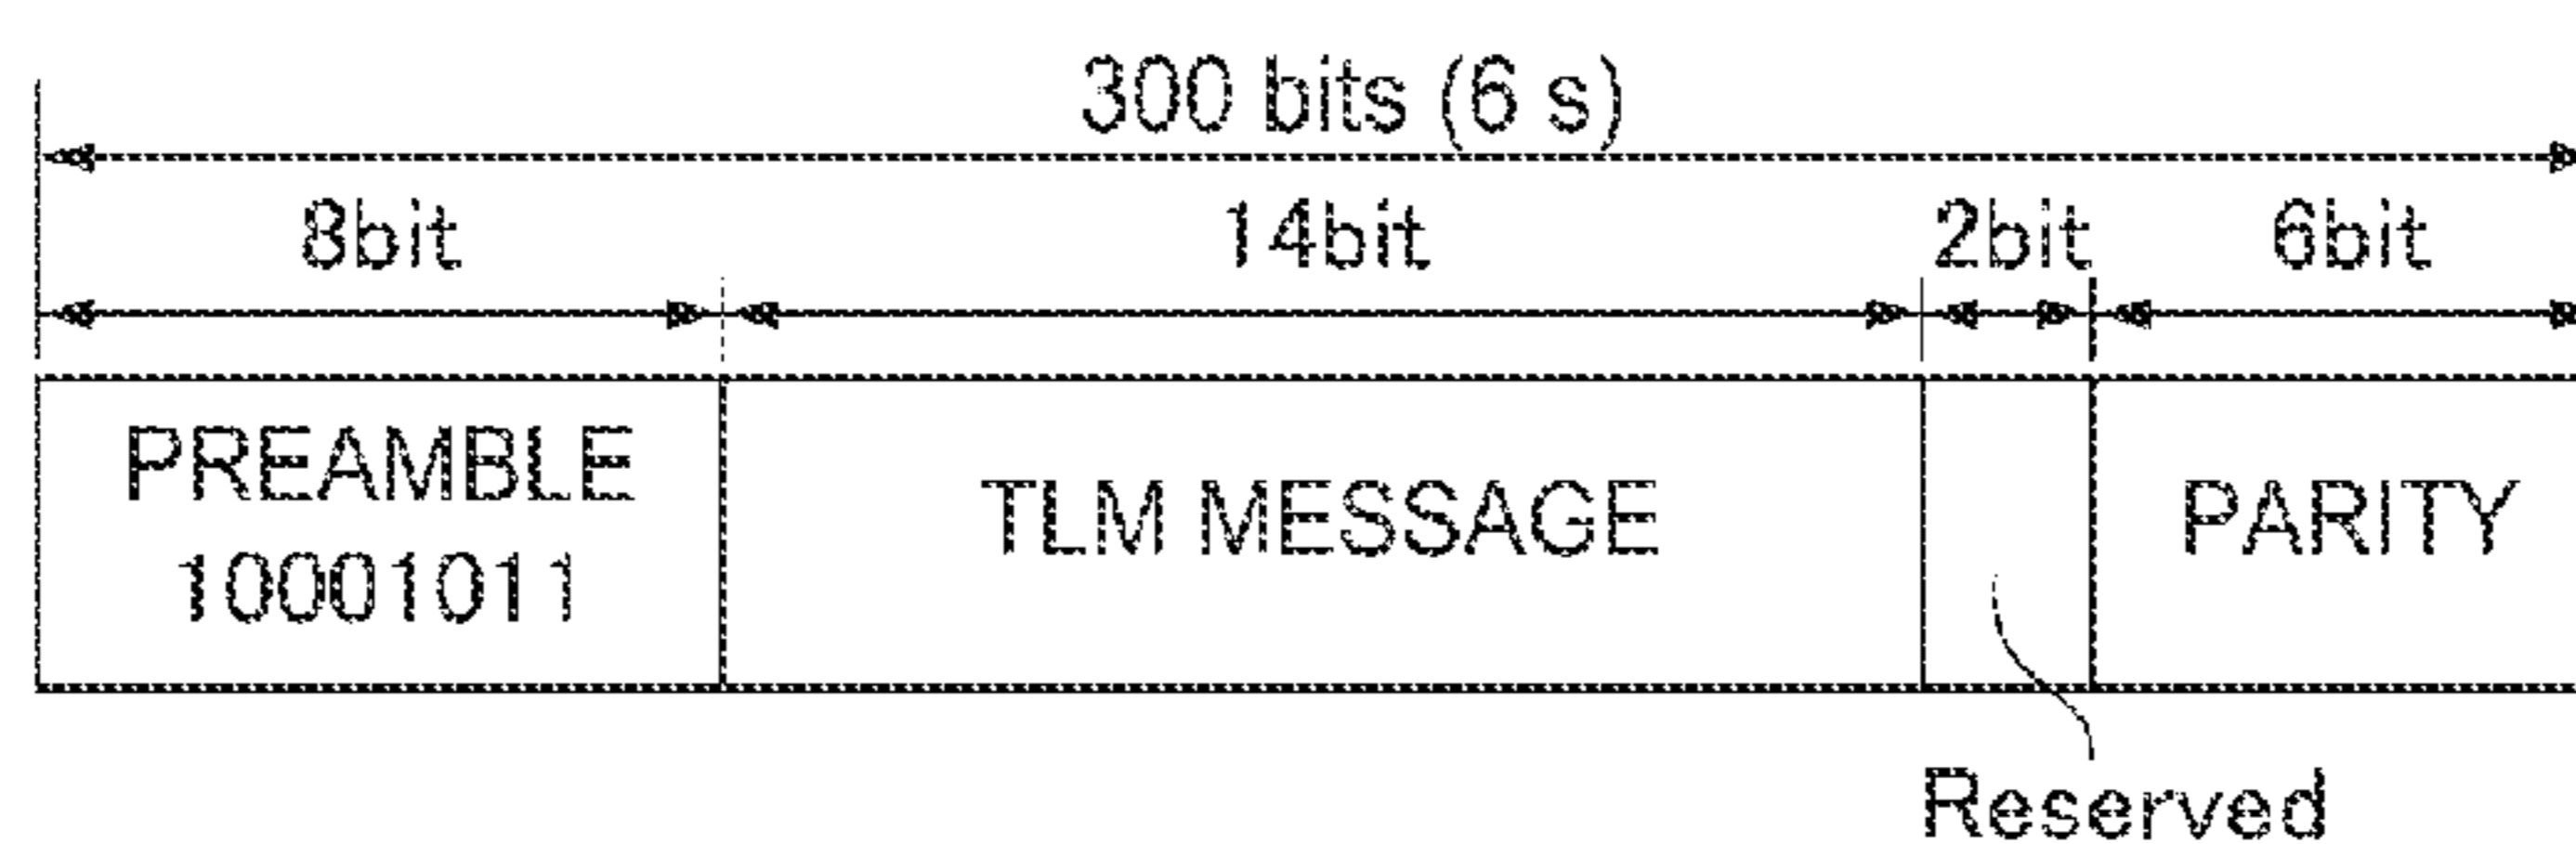 300 bits (6 s)
8bit 14bit 2bit 6bit
PREAMBLE
10001011
TLM MESSAGE
PARITY
Reserved